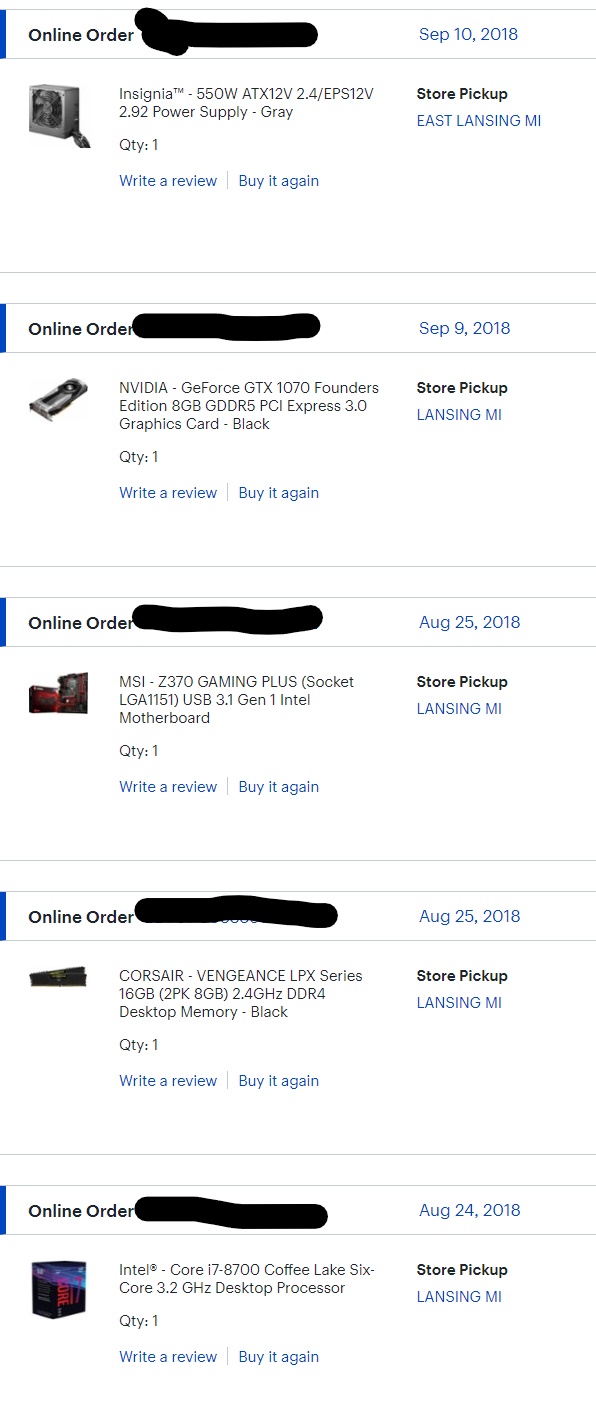 Online Order
Sep 10, 2018
Insignia™ - 550W ATX12V 2.4/EPS12V
2.92 Power Supply - Gray
Qty: 1
Write a review
Buy it again
Store Pickup
EAST LANSING MI
Online Order
Sep 9, 2018
NVIDIA - GeForce GTX 1070 Founders
Edition 8GB GDDR5 PCI Express 3.0
Graphics Card - Black
Qty: 1
Write a review
Buy it again
Store Pickup
LANSING MI
Online Order
Aug 25, 2018
MSI - Z370 GAMING PLUS (Socket
LGA1151) USB 3.1 Gen 1 Intel
Motherboard
Qty: 1
Write a review
Buy it again
Store Pickup
LANSING MI
Online Order
Aug 25, 2018
CORSAIR - VENGEANCE LPX Series
16GB (2PK 8GB) 2.4GHz DDR4
Desktop Memory - Black
Qty: 1
Write a review
Buy it again
Store Pickup
LANSING MI
Online Order
Aug 24, 2018
Intel® - Core i7-8700 Coffee Lake Six-
Core 3.2 GHz Desktop Processor
Qty: 1
Write a review
Buy it again
Store Pickup
LANSING MI